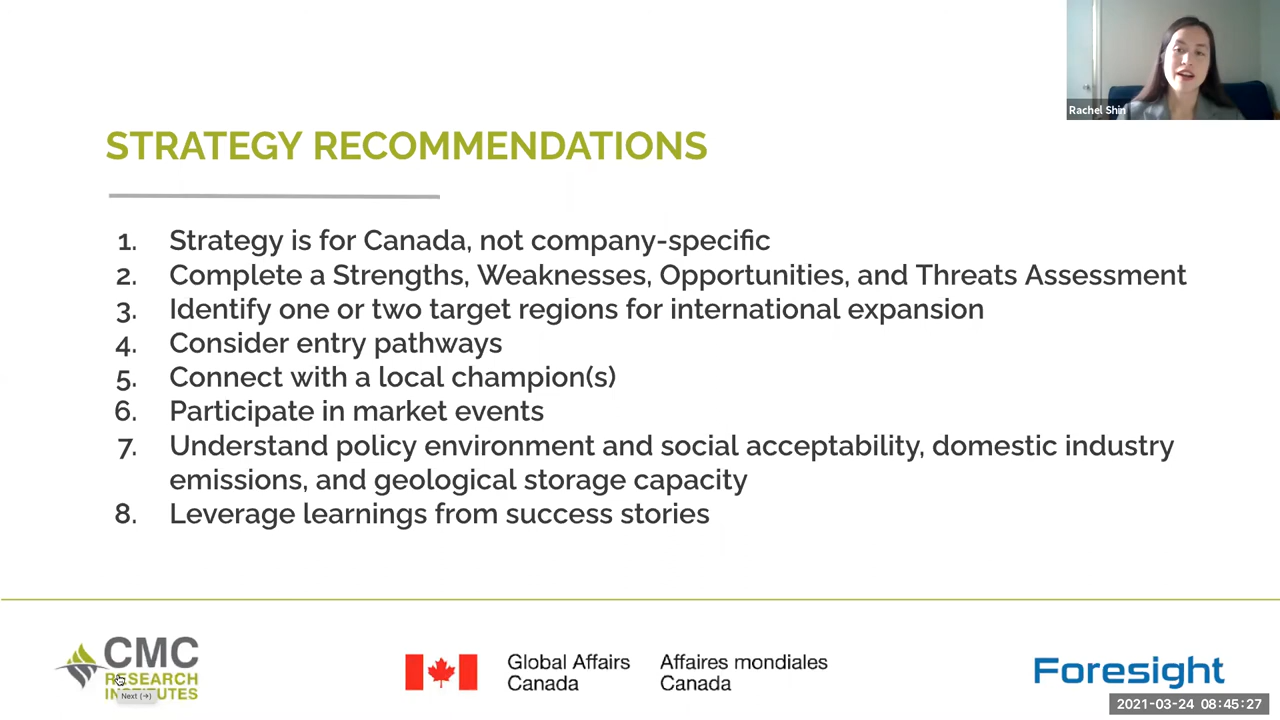 Rachel Shin
STRATEGY RECOMMENDATIONS
1. Strategy is for Canada, not company-specific
2. Complete a Strengths, Weaknesses, Opportunities, and Threats Assessment
3. Identify one or two target regions for international expansion
4. Consider entry pathways
5. Connect with a local champion(s)
6. Participate in market events
7. Understand policy environment and social acceptability, domestic industry
emissions, and geological storage capacity
8. Leverage learnings from success stories
CMC
RESEARCH
INSTITUTES
Next (→)
Global Affairs
Canada
Affaires mondiales
Canada
Foresight
2021-03-24 08:45:27